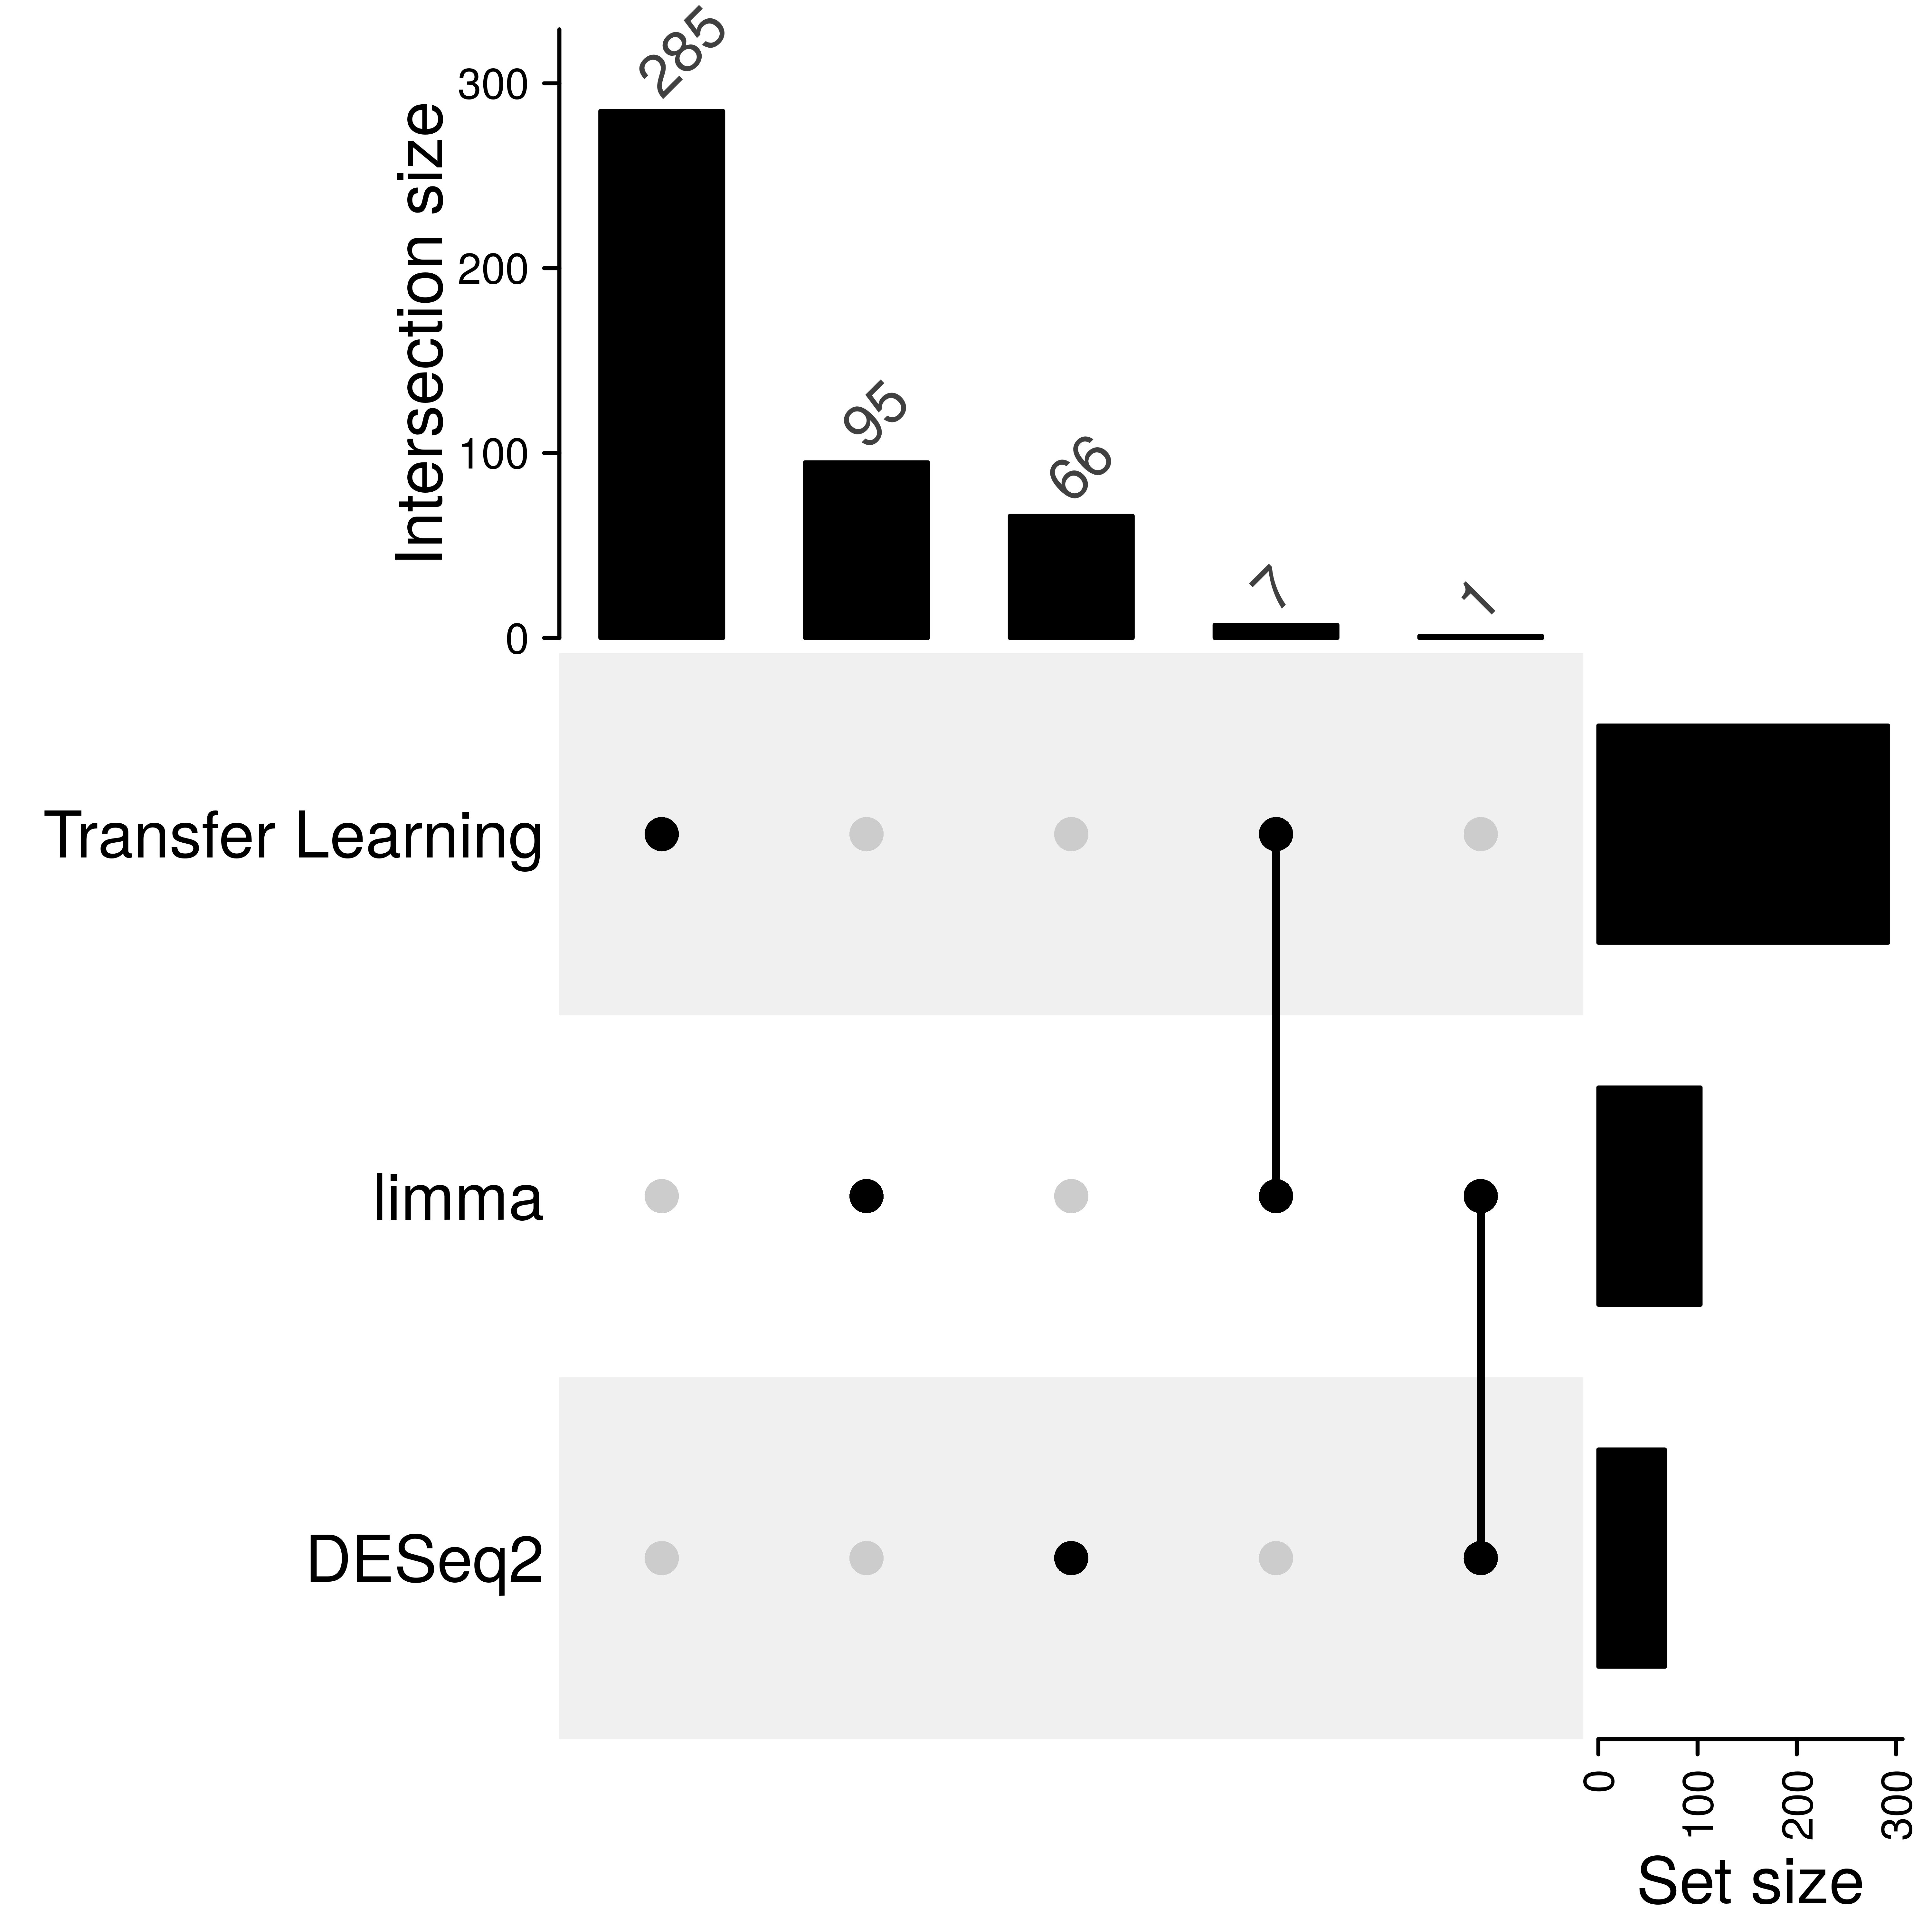 Intersection size
300
200
100
0
285
95
66
7
1
Transfer Learning
limma
DESeq2
0
100
200
300
Set size